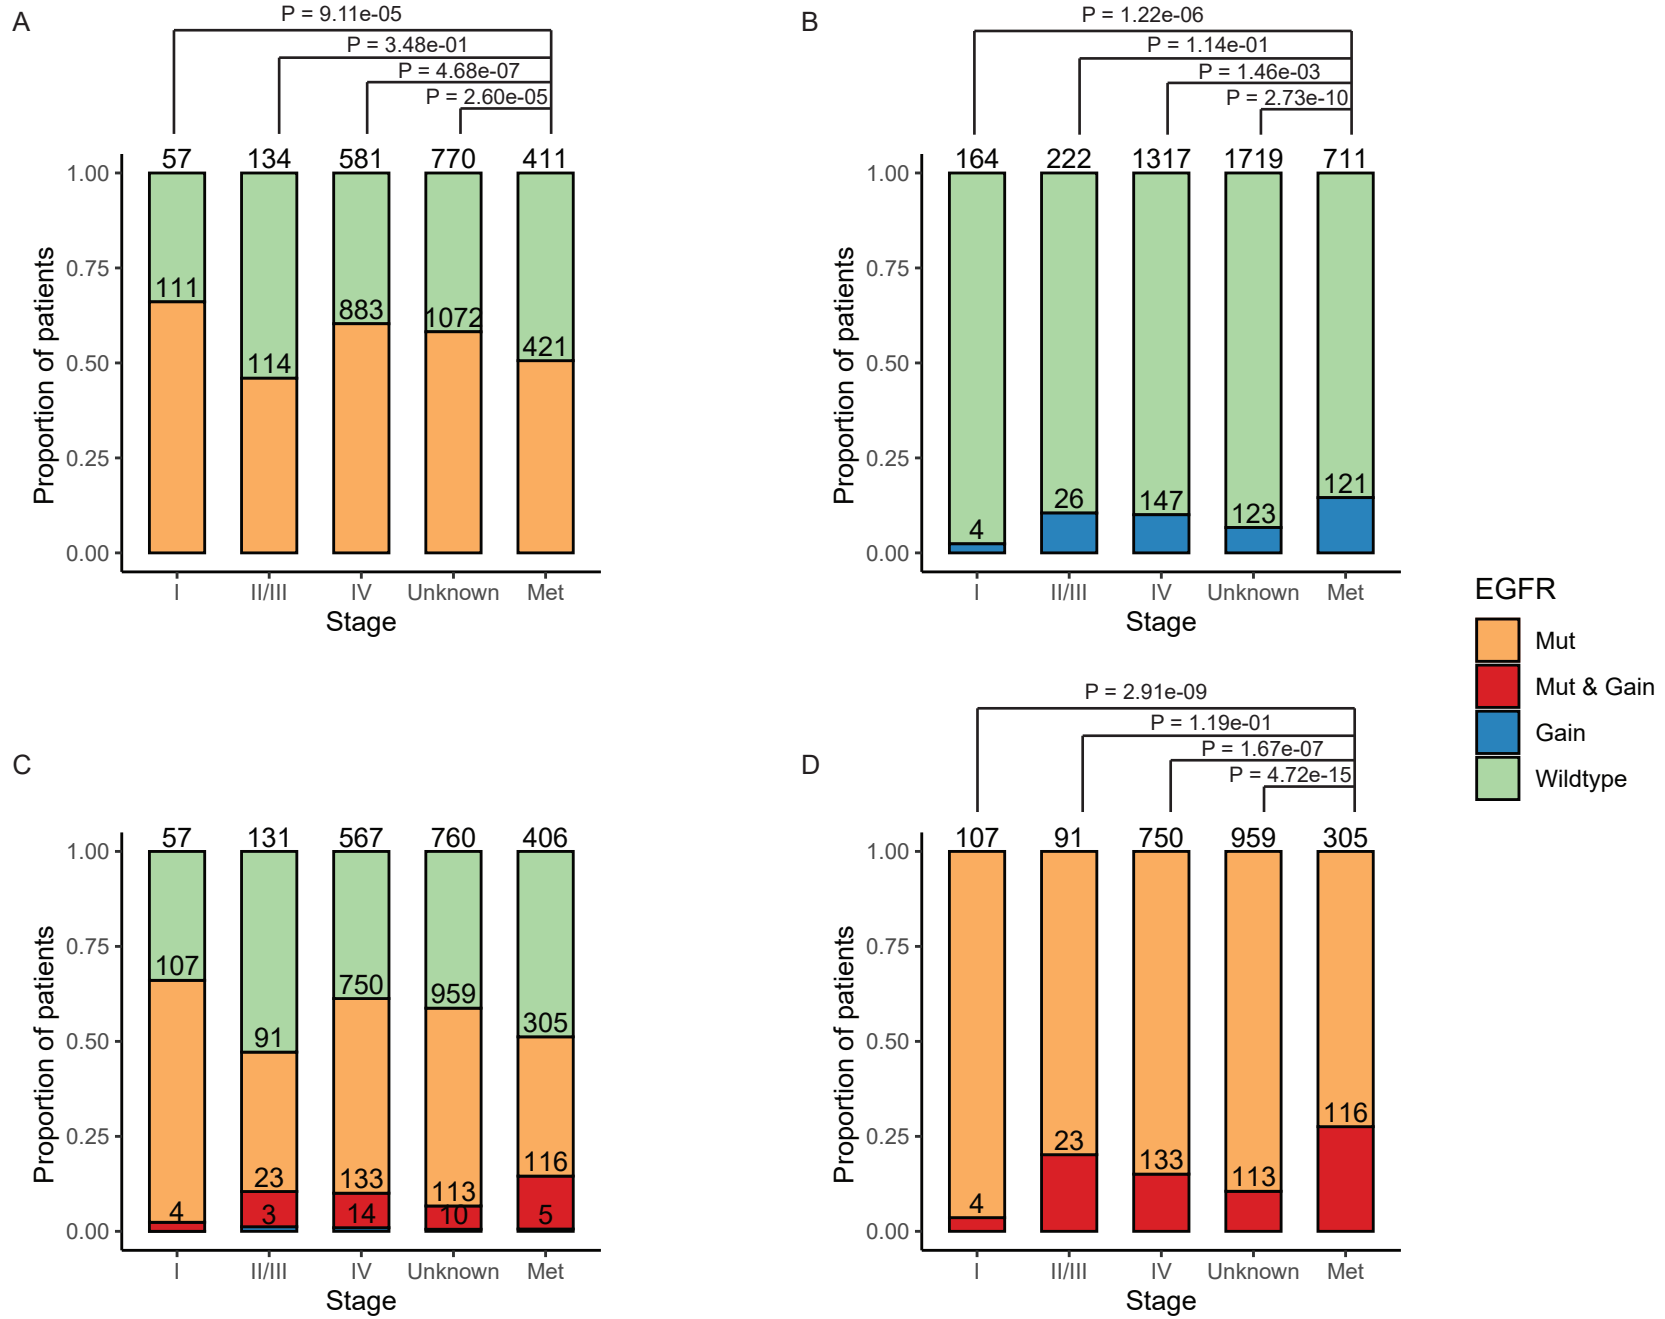 A
P = 9.11e-05
P = 3.48e-01
P = 4.68e-07
P = 2.60e-05
57 134 581 770 411
1.00
0.75
0.50
0.25
0.00
111 114 883 1072 421
Proportion of patients
I II/III IV Unknown Met
Stage
B
P = 1.22e-06
P = 1.14e-01
P = 1.46e-03
P = 2.73e-10
164 222 1317 1719 711
1.00
0.75
0.50
0.25
0.00
4 26 147 123 121
Proportion of patients
I II/III IV Unknown Met
Stage
EGFR
Mut
Mut & Gain
Gain
Wildtype
C
57 131 567 760 406
1.00
0.75
0.50
0.25
0.00
107 91 750 959 305
4 23 133 113 116
3 14 10 5
Proportion of patients
I II/III IV Unknown Met
Stage
D
P = 2.91e-09
P = 1.19e-01
P = 1.67e-07
P = 4.72e-15
107 91 750 959 305
1.00
0.75
0.50
0.25
0.00
4 23 133 113 116
Proportion of patients
I II/III IV Unknown Met
Stage